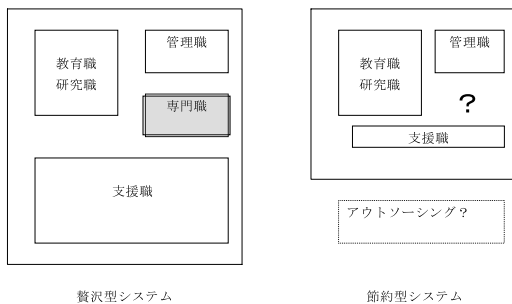 教育職
研究職
管理職
専門職
支援職
贅沢型システム
教育職
研究職
管理職
?
支援職
アウトソーシング？
節約型システム